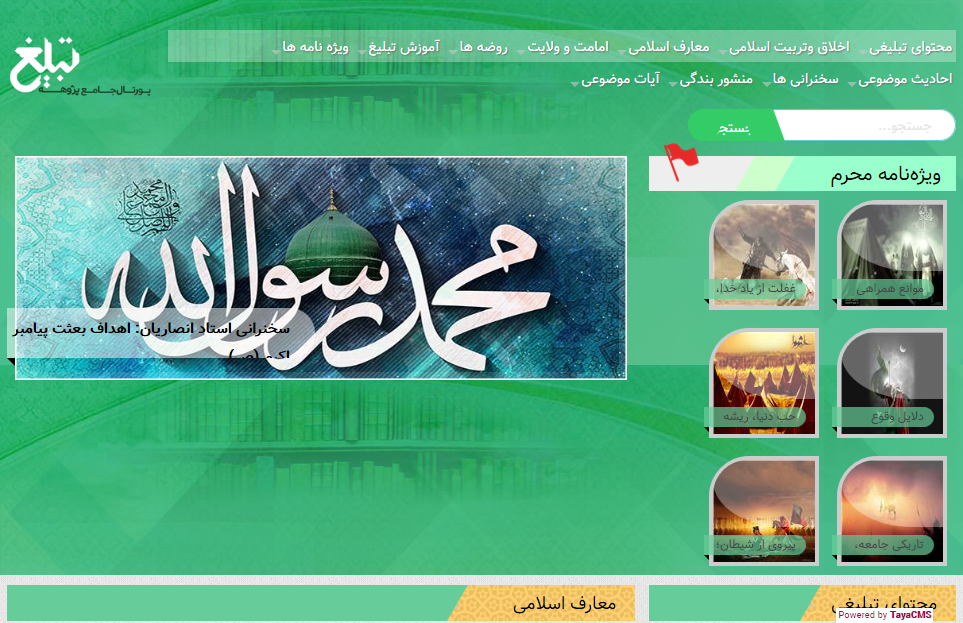 محتوای تبلیغی اخلاق وتربیت اسلامی معارف اسلامی امامت و ولایت روضه ها آموزش تبلیغ ویژه نامه ها
احادیث موضوعی سخنرانی ها منشور بندگی آیات موضوعی
تبلیغ
پورتال جامع پژوهه
جستجو...
بستجر
ویژه‌نامه محرم
موانع همراهی
غفلت از یاد خدا،
دلایل وقوع
حب دنیا، ریشه
تاریکی جامعه،
پیروی از شیطان؛
محمد رسول الله
سخنرانی استاد انصاریان: اهداف بعثت پیامبر
اکرم (ص)
محتوای تبلیغی
معارف اسلامی
Powered by TayaCMS